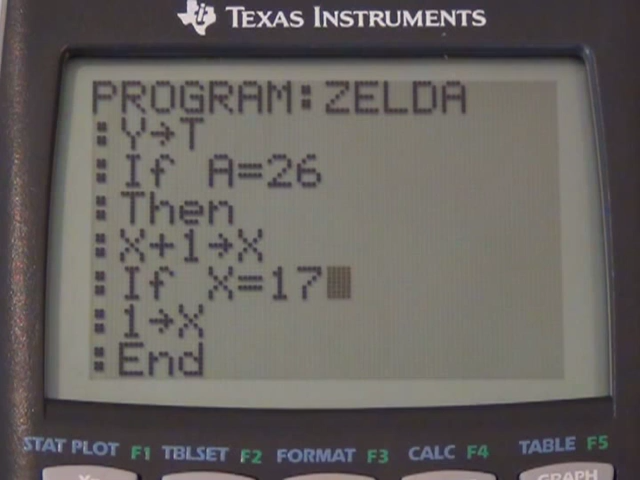 TEXAS INSTRUMENTS
PROGRAM:ZELDA
:Y→T
:If A=26
:Then
:X+1→X
:If X=17
:1→X
:End
STAT PLOT F1 TBLSET F2 FORMAT F3 CALC F4 TABLE F5
GRAPH